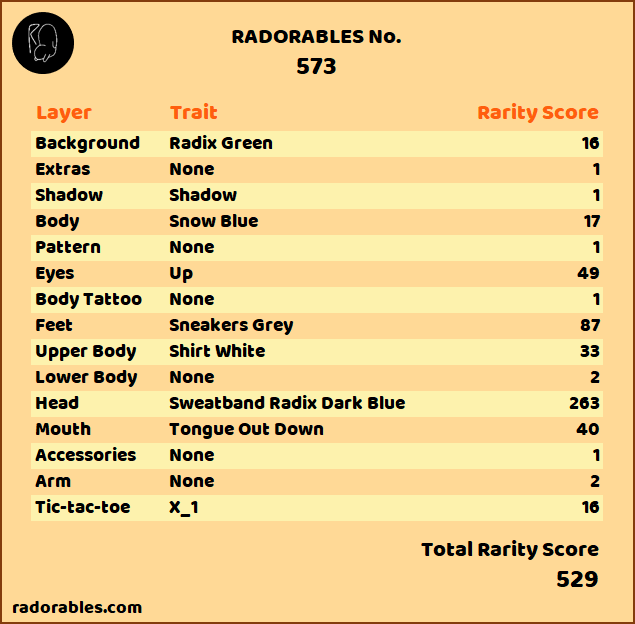 RADORABLES No.
573
Layer Trait Rarity Score
Background Radix Green 16
Extras None 1
Shadow Shadow 1
Body Snow Blue 17
Pattern None 1
Eyes Up 49
Body Tattoo None 1
Feet Sneakers Grey 87
Upper Body Shirt White 33
Lower Body None 2
Head Sweatband Radix Dark Blue 263
Mouth Tongue Out Down 40
Accessories None 1
Arm None 2
Tic-tac-toe X_1 16
Total Rarity Score
529
radorables.com